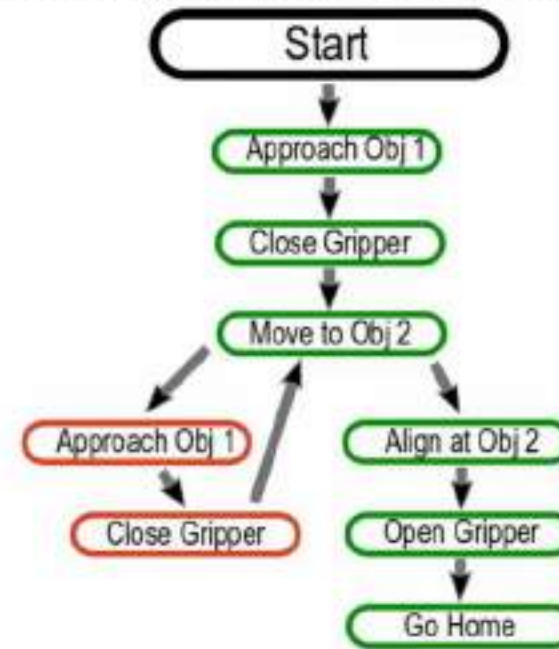 Start
Approach Obj 1
Close Gripper
Move to Obj 2
Approach Obj 1
Align at Obj 2
Close Gripper
Open Gripper
Go Home